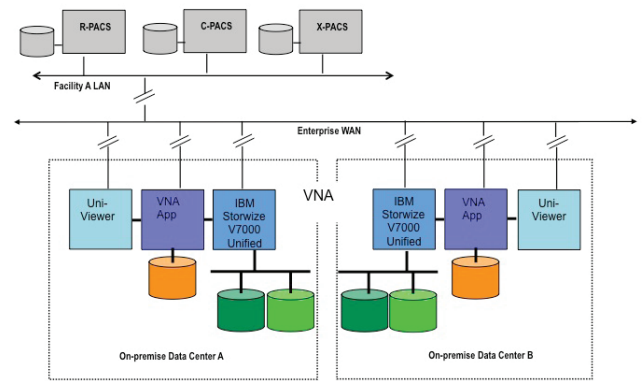 R-PACS
C-PACS
X-PACS
Facility A LAN
Enterprise WAN
VNA
Uni-
Viewer
VNA
App
IBM
Storwize
V7000
Unified
IBM
Storwize
V7000
Unified
VNA
App
Uni-
Viewer
On-premise Data Center A
On-premise Data Center B